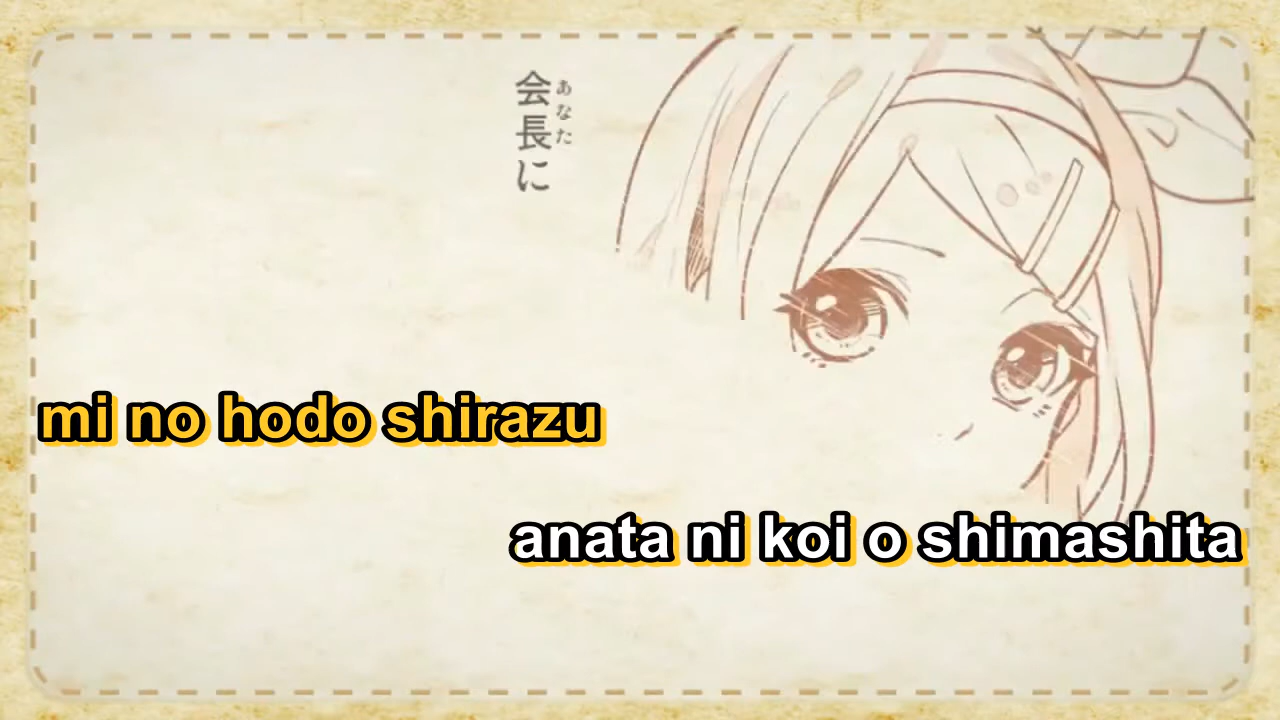 会長に
あなた
mi no hodo shirazu
anata ni koi o shimashita